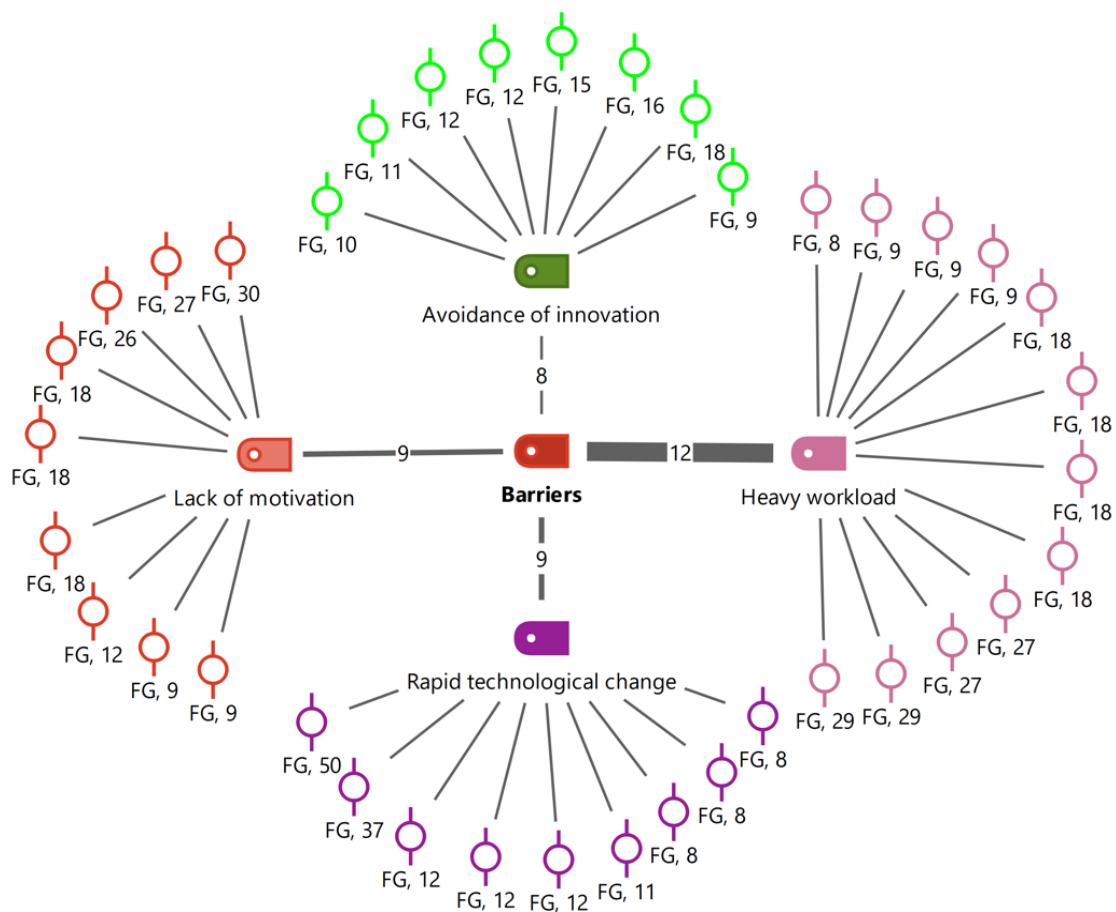 FG, 15
FG, 12
FG, 16
FG, 12
FG, 18
FG, 11
FG, 9
FG, 10
Avoidance of innovation
8
FG, 30
FG, 27
FG, 26
FG, 18
FG, 18
FG, 18
FG, 12
FG, 9
FG, 9
Lack of motivation
9
Barriers
12
Heavy workload
FG, 8
FG, 9
FG, 9
FG, 9
FG, 18
FG, 18
FG, 18
FG, 18
FG, 27
FG, 27
FG, 29
FG, 29
9
Rapid technological change
FG, 50
FG, 37
FG, 12
FG, 12
FG, 12
FG, 11
FG, 8
FG, 8
FG, 8